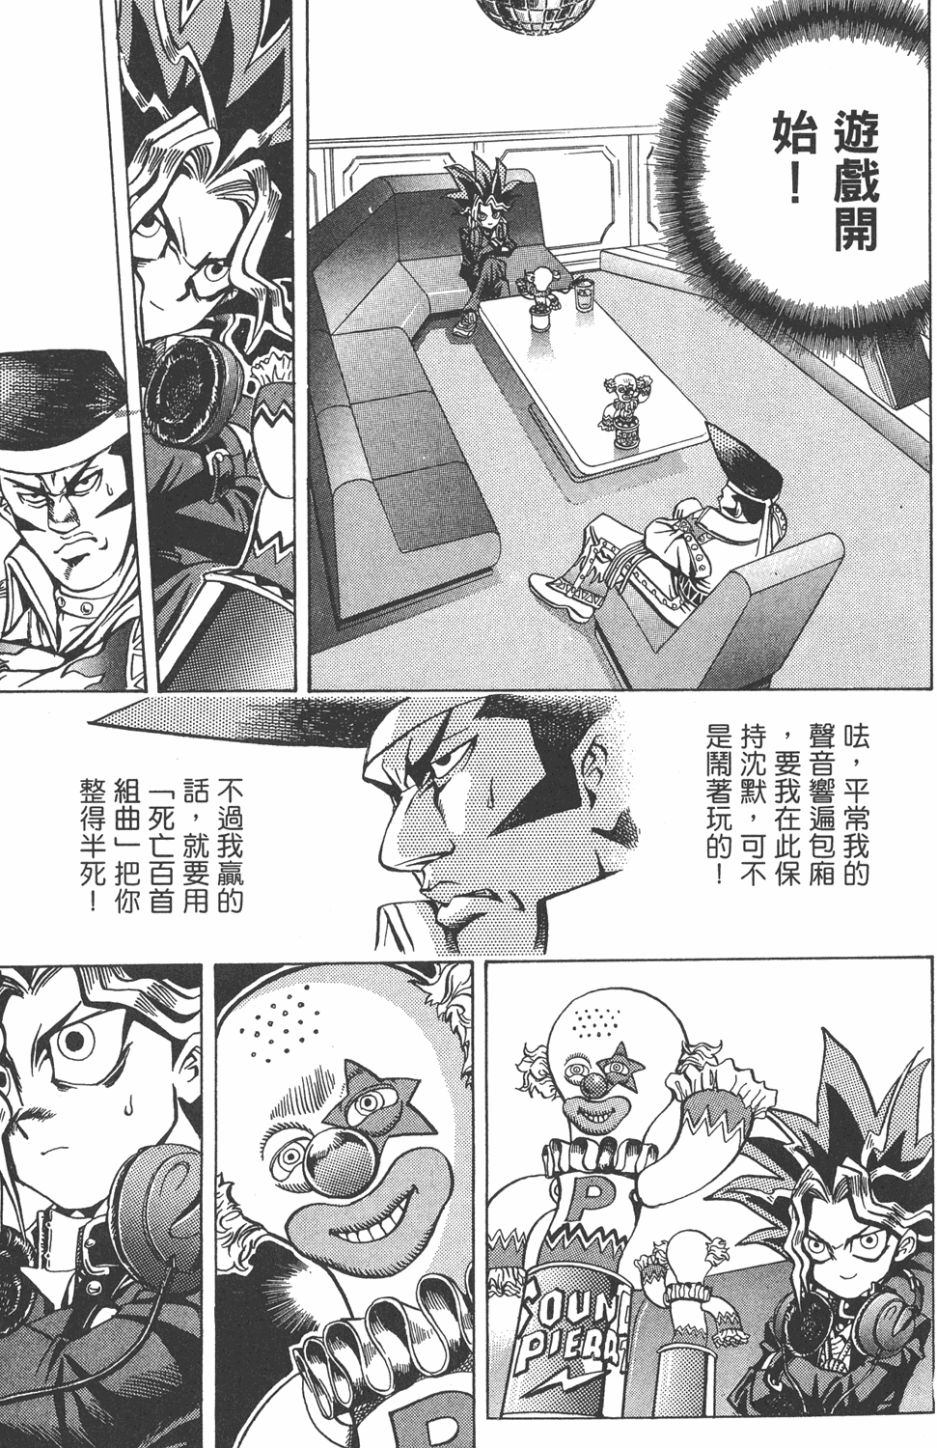 遊戲開
始！
呿，平常我的
聲音響遍包廂
，要我在此保
持沈默，可不
是鬧著玩的！
不過我贏的
話，就要用
「死亡百首
組曲」把你
整得半死！
P
SOUND
PIERR
P